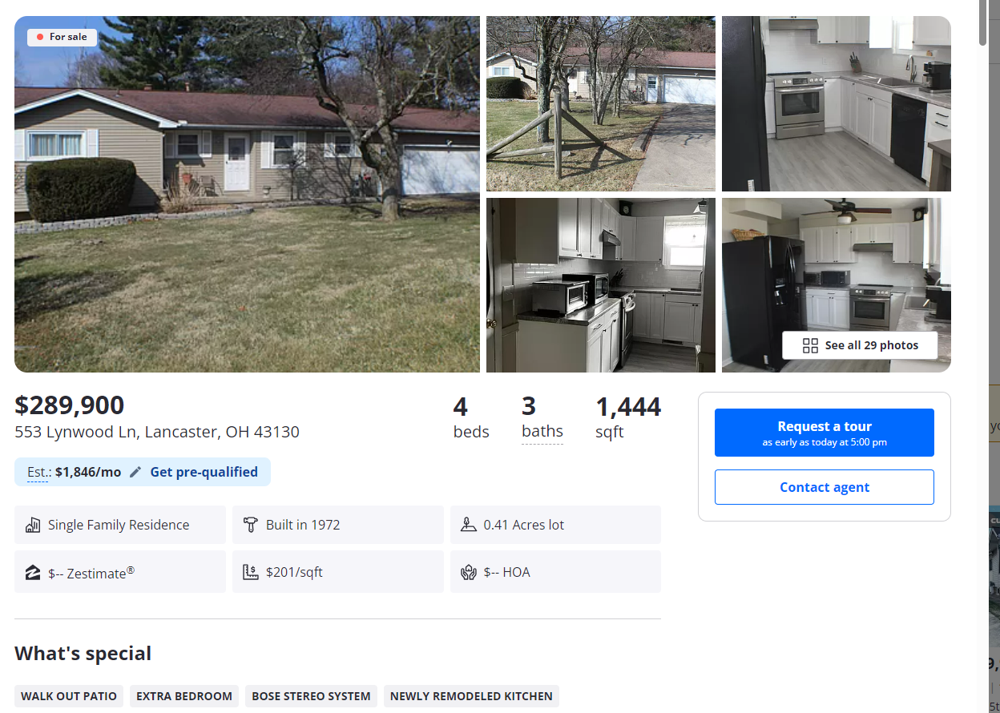 For sale
See all 29 photos
$289,900
553 Lynwood Ln, Lancaster, OH 43130
4 beds
3 baths
1,444 sqft
Est.: $1,846/mo Get pre-qualified
Request a tour
as early as today at 5:00 pm
Contact agent
Single Family Residence
Built in 1972
0.41 Acres lot
$-- Zestimate®
$201/sqft
$-- HOA
What's special
WALK OUT PATIO
EXTRA BEDROOM
BOSE STEREO SYSTEM
NEWLY REMODELED KITCHEN